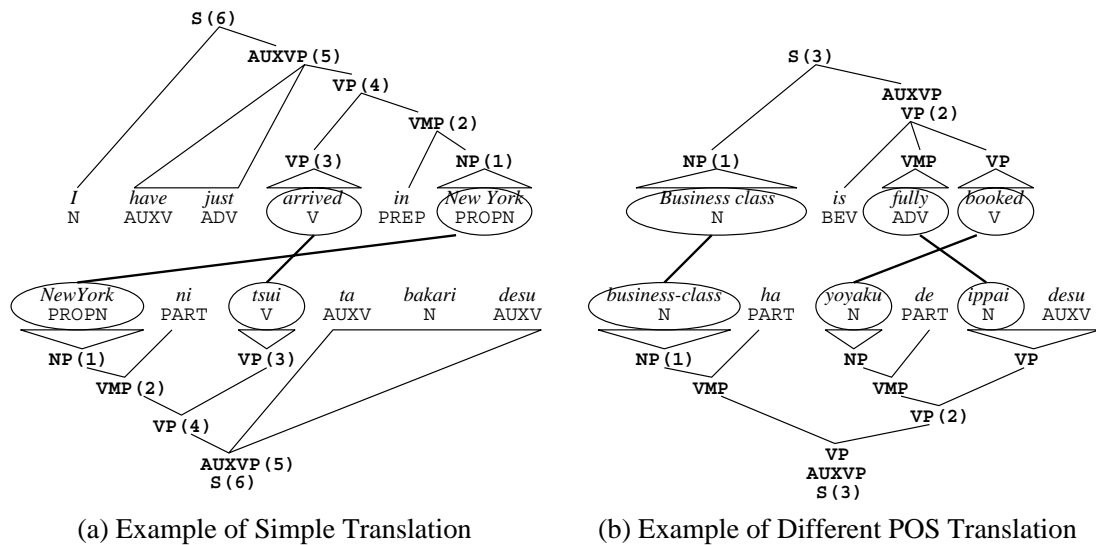 S(6)
AUXVP(5)
VP(4)
VMP(2)
VP(3) NP(1)
I have just arrived in New York
N AUXV ADV V PREP PROPN
NewYork ni tsui ta bakari desu
PROPN PART V AUXV N AUXV
NP(1) VP(3)
VMP(2)
VP(4)
AUXVP(5)
S(6)
(a) Example of Simple Translation
S(3)
AUXVP
VP(2)
NP(1) VMP VP
Business class is fully booked
N BEV ADV V
business-class ha yoyaku de ippai desu
N PART N PART N AUXV
NP(1) NP VP
VMP VMP
VP(2)
VP
AUXVP
S(3)
(b) Example of Different POS Translation